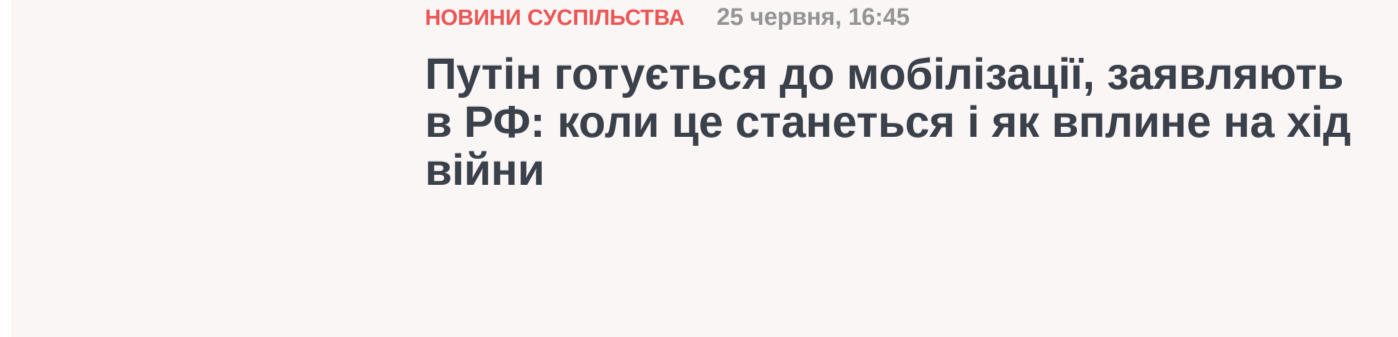 НОВИНИ СУСПІЛЬСТВА 25 червня, 16:45
Путін готується до мобілізації, заявляють
в РФ: коли це станеться і як вплине на хід
війни